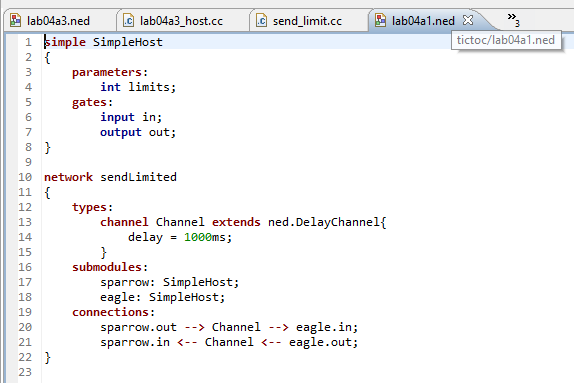 lab04a3.ned lab04a3_host.cc send_limit.cc lab04a1.ned »3
tictoc/lab04a1.ned
1 simple SimpleHost
2 {
3 parameters:
4 int limits;
5 gates:
6 input in;
7 output out;
8 }
9
10 network sendLimited
11 {
12 types:
13 channel Channel extends ned.DelayChannel{
14 delay = 1000ms;
15 }
16 submodules:
17 sparrow: SimpleHost;
18 eagle: SimpleHost;
19 connections:
20 sparrow.out --> Channel --> eagle.in;
21 sparrow.in <-- Channel <-- eagle.out;
22 }
23